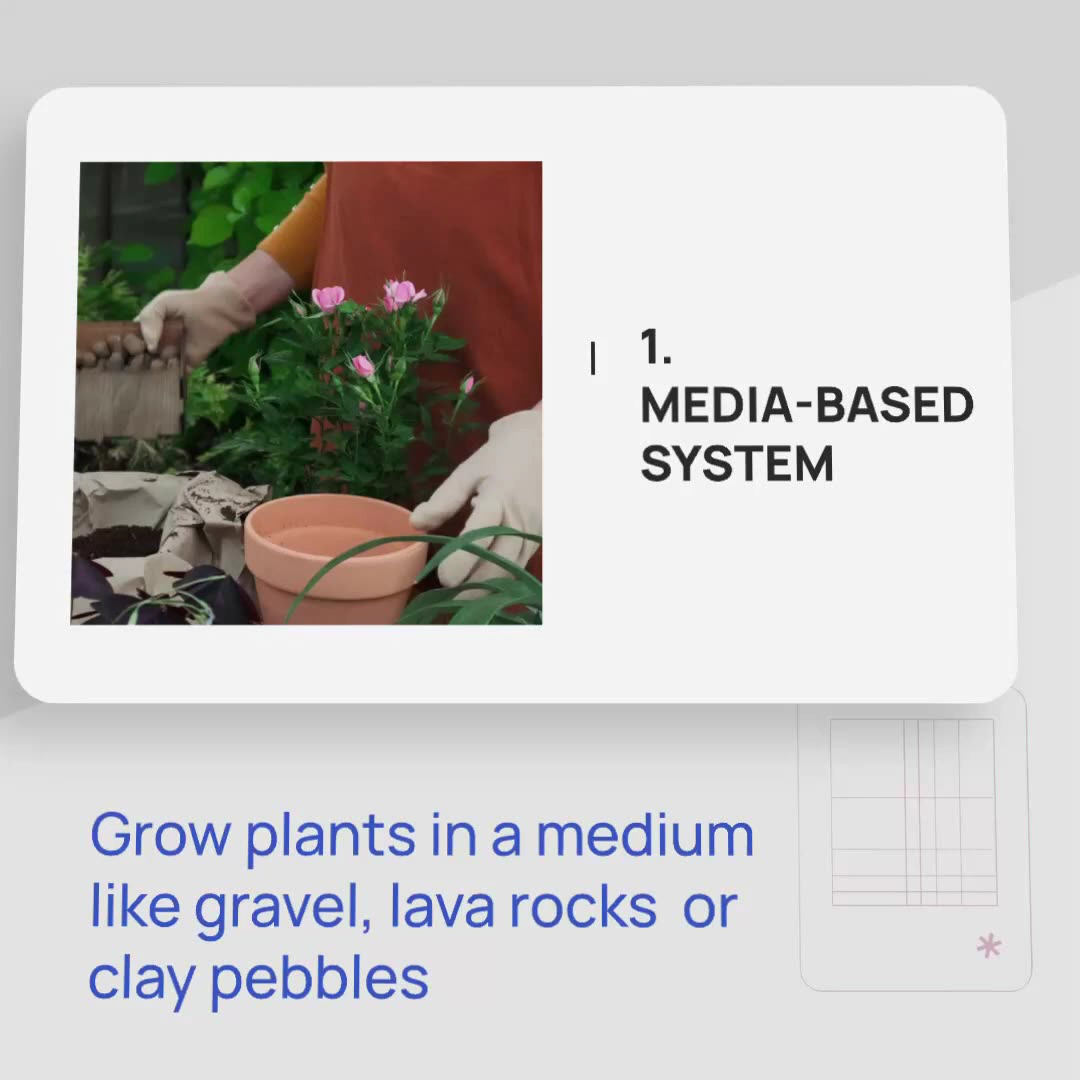 1.
MEDIA-BASED
SYSTEM
Grow plants in a medium
like gravel, lava rocks or
clay pebbles